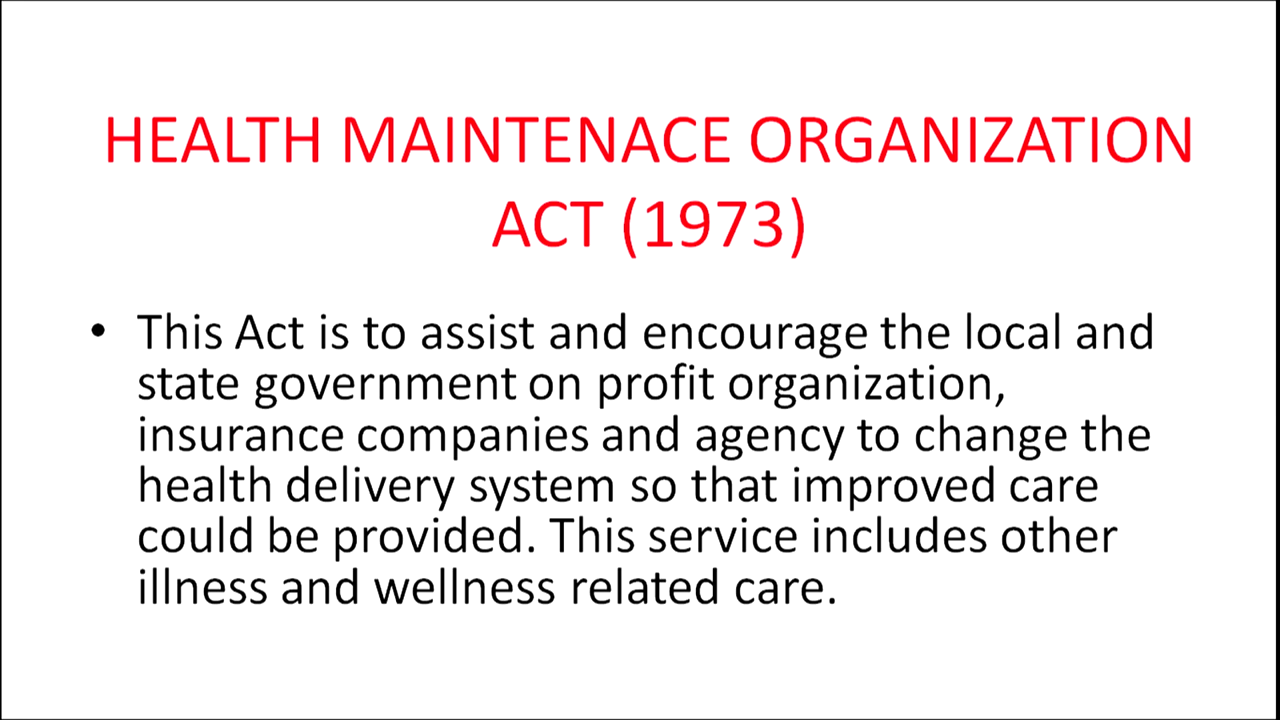 HEALTH MAINTENACE ORGANIZATION
ACT (1973)
• This Act is to assist and encourage the local and
state government on profit organization,
insurance companies and agency to change the
health delivery system so that improved care
could be provided. This service includes other
illness and wellness related care.